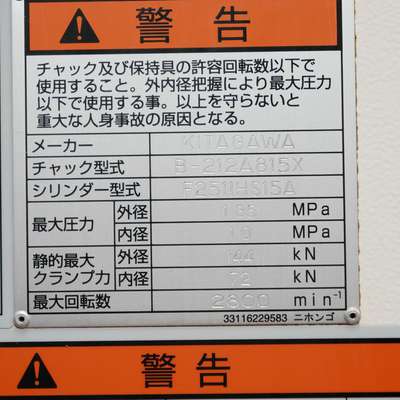 警告
チャック及び保持具の許容回転数以下で
使用すること。外内径把握により最大圧力
以下で使用する事。以上を守らないと
重大な人身事故の原因となる。
メーカー KITAGAWA
チャック型式 B-212A815X
シリンダー型式 F2511HS15A
最大圧力 外径 MPa
内径 MPa
静的最大クランプ力 外径 144 kN
内径 72 kN
最大回転数 2800 min⁻¹
33116229583 ニホンゴ
警告